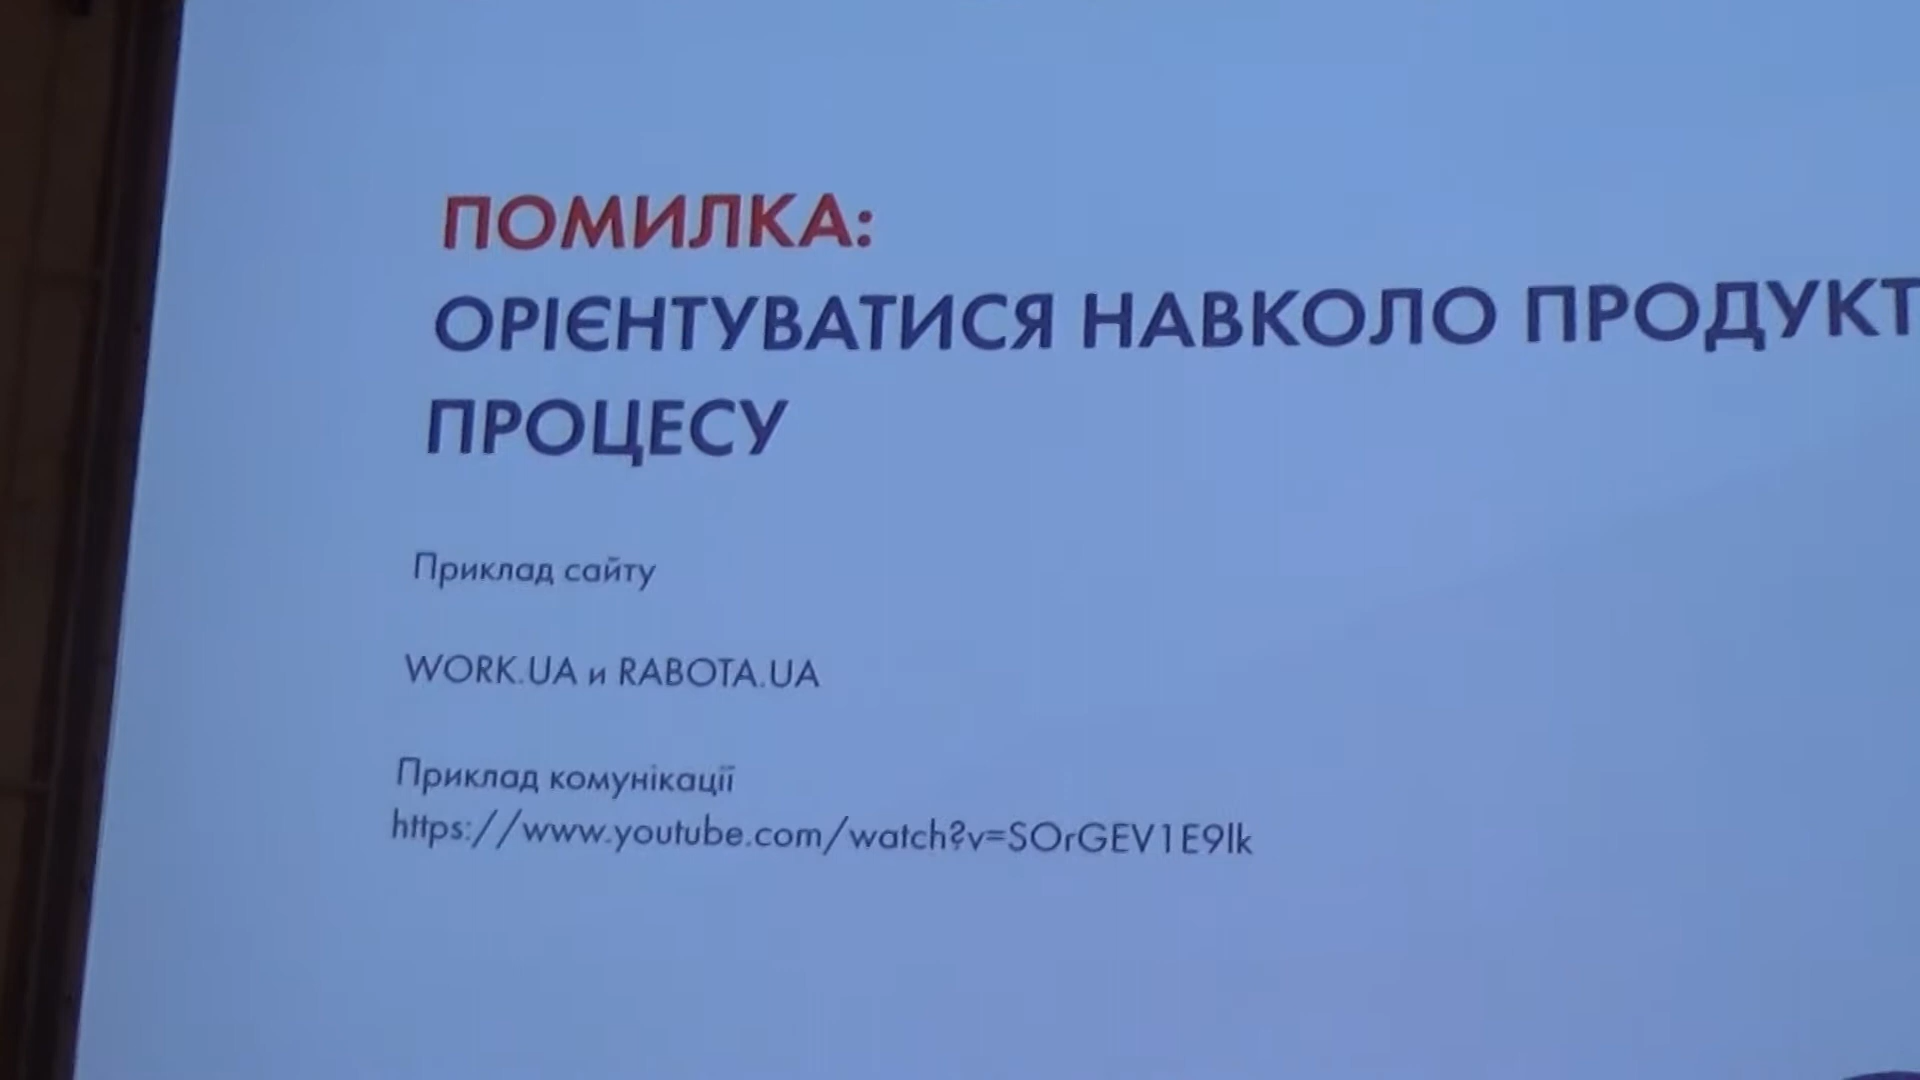 ПОМИЛКА:
ОРІЄНТУВАТИСЯ НАВКОЛО ПРОДУКТ
ПРОЦЕСУ
Приклад сайту
WORK.UA и RABOTA.UA
Приклад комунікації
https://www.youtube.com/watch?v=SOrGEV1E9lk